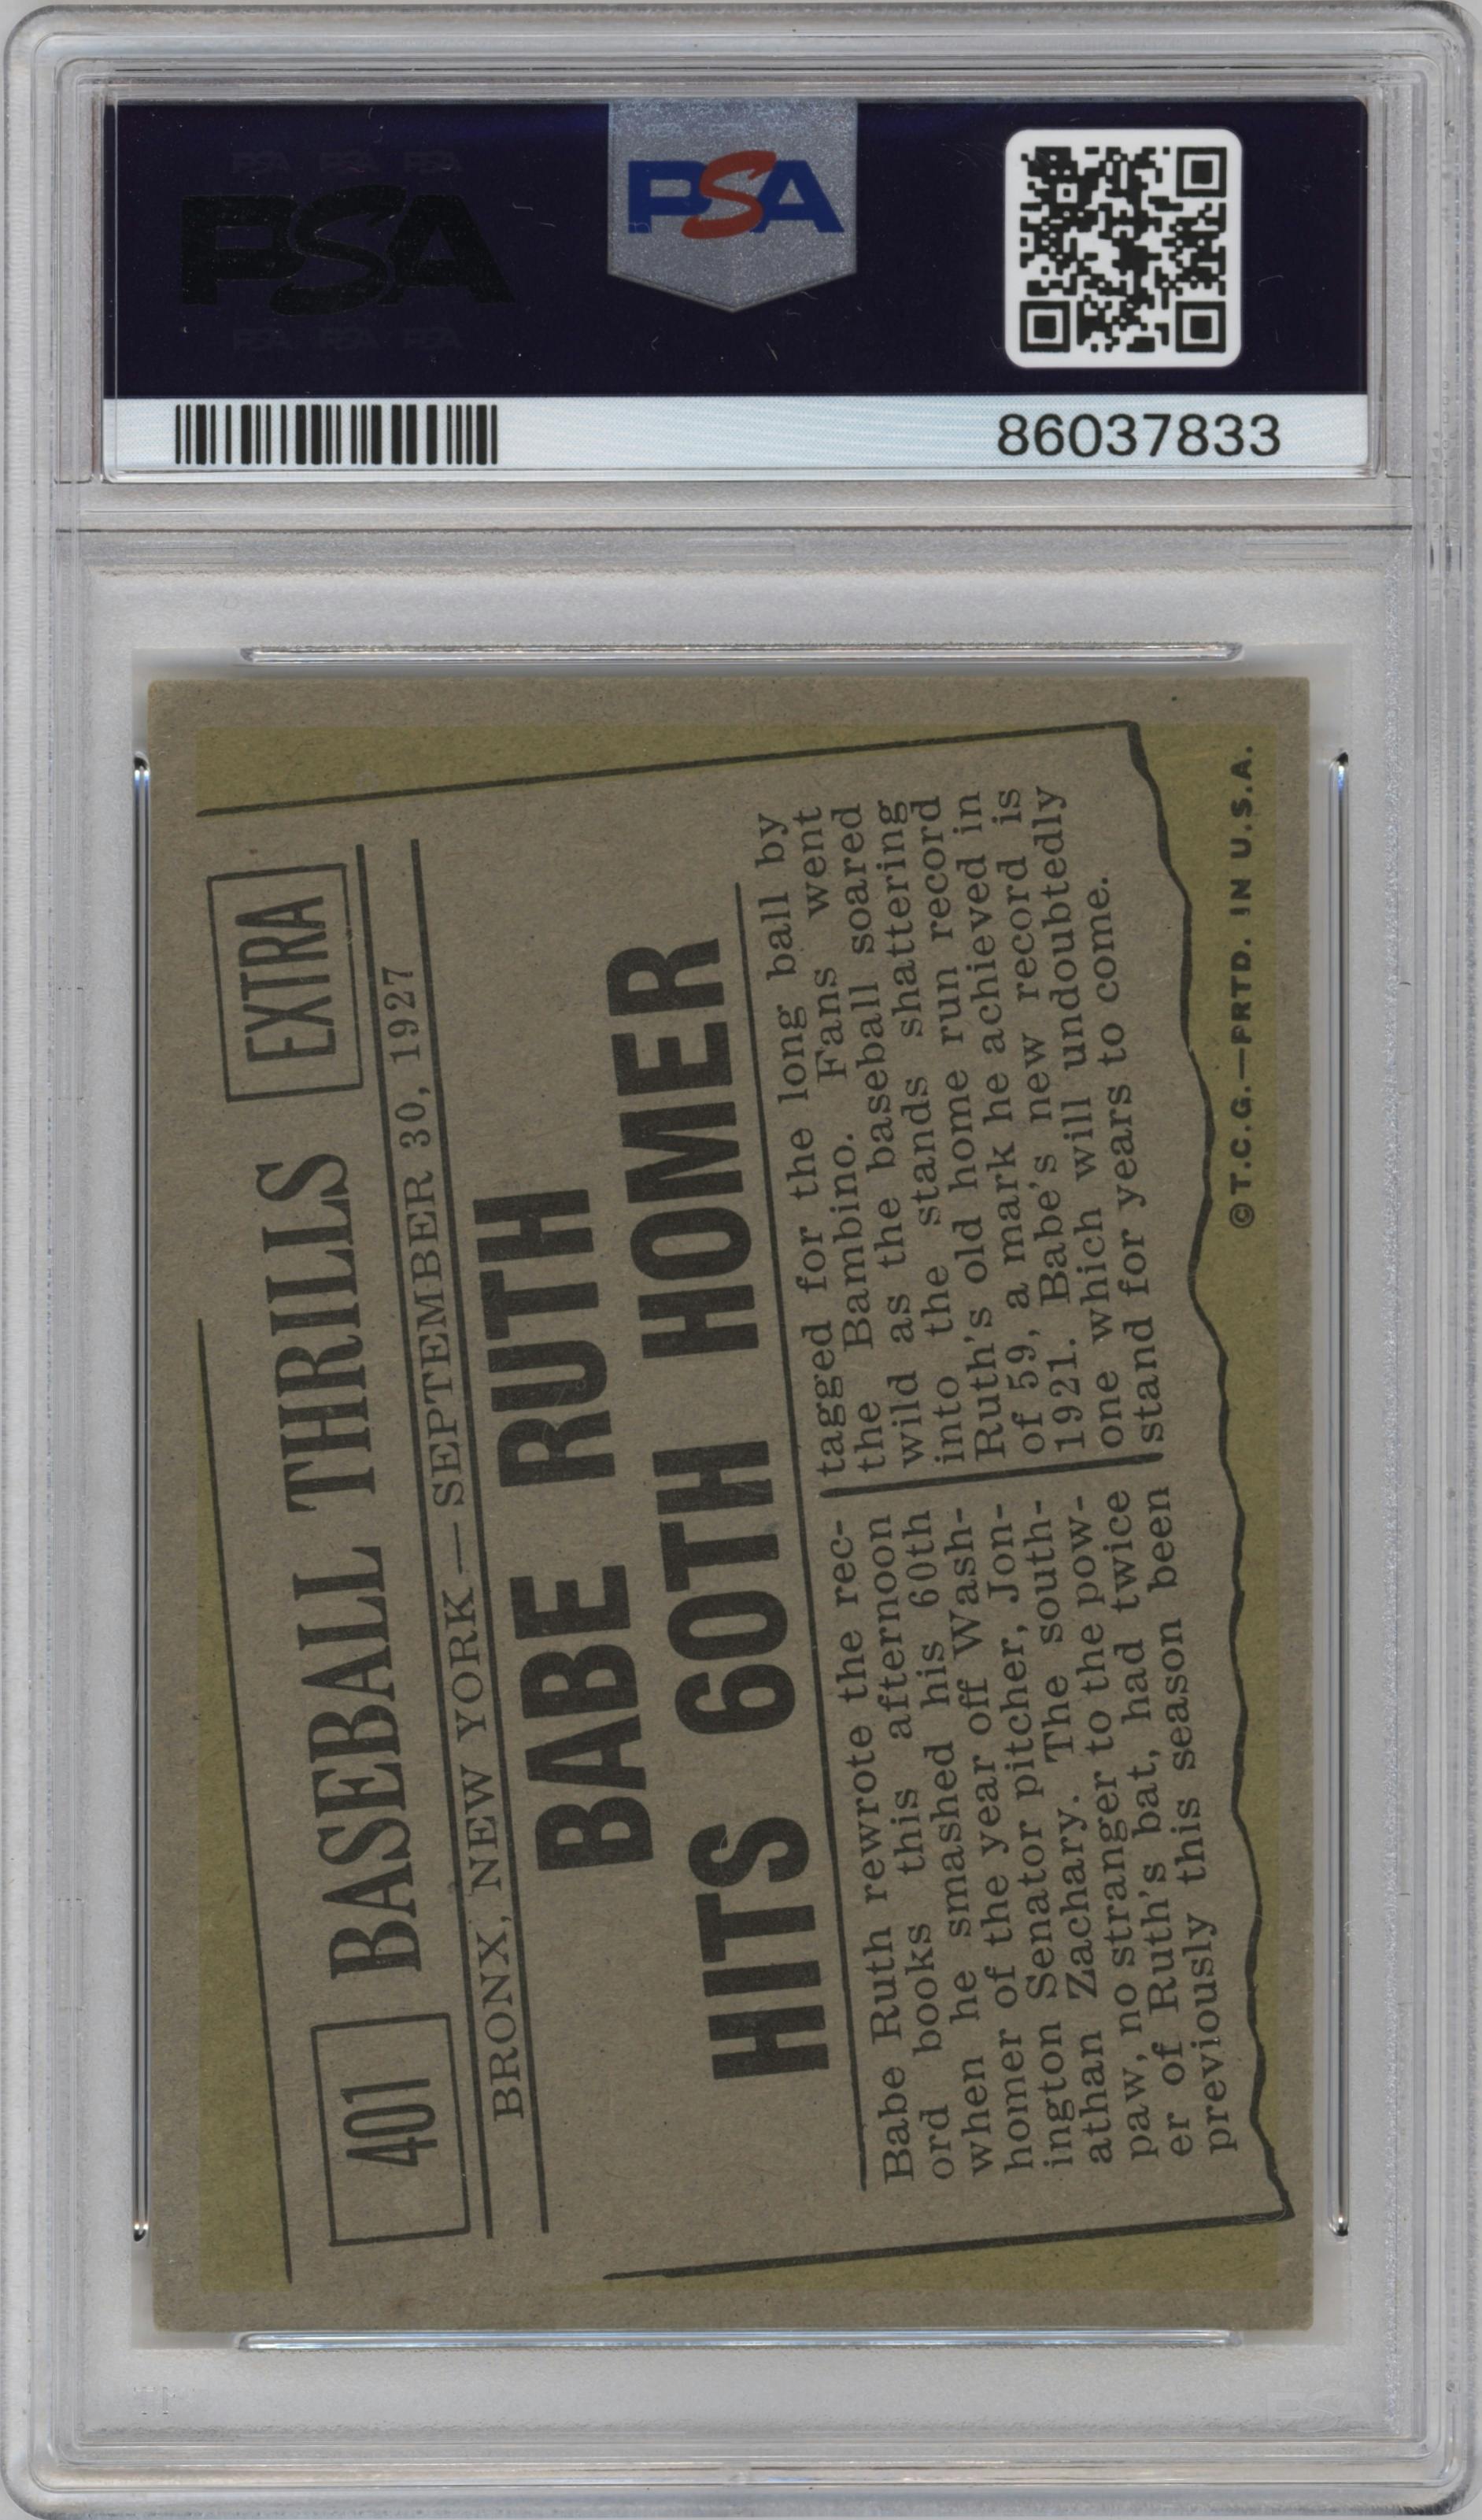 PSA
PSA
86037833
401
BASEBALL THRILLS
EXTRA
BRONX, NEW YORK—SEPTEMBER 30, 1927
BABE RUTH
HITS 60TH HOMER
Babe Ruth rewrote the rec-
ord books this afternoon
when he smashed his 60th
homer of the year off Wash-
ington Senator pitcher, Jon-
athan Zachary. The south-
paw, no stranger to the pow-
er of Ruth's bat, had twice
previously this season been
tagged for the long ball by
the Bambino. Fans went
wild as the baseball soared
into the stands shattering
Ruth's old home run record
of 59, a mark he achieved in
1921. Babe's new record is
one which will undoubtedly
stand for years to come.
©T.C.G.—PRTD. IN U.S.A.